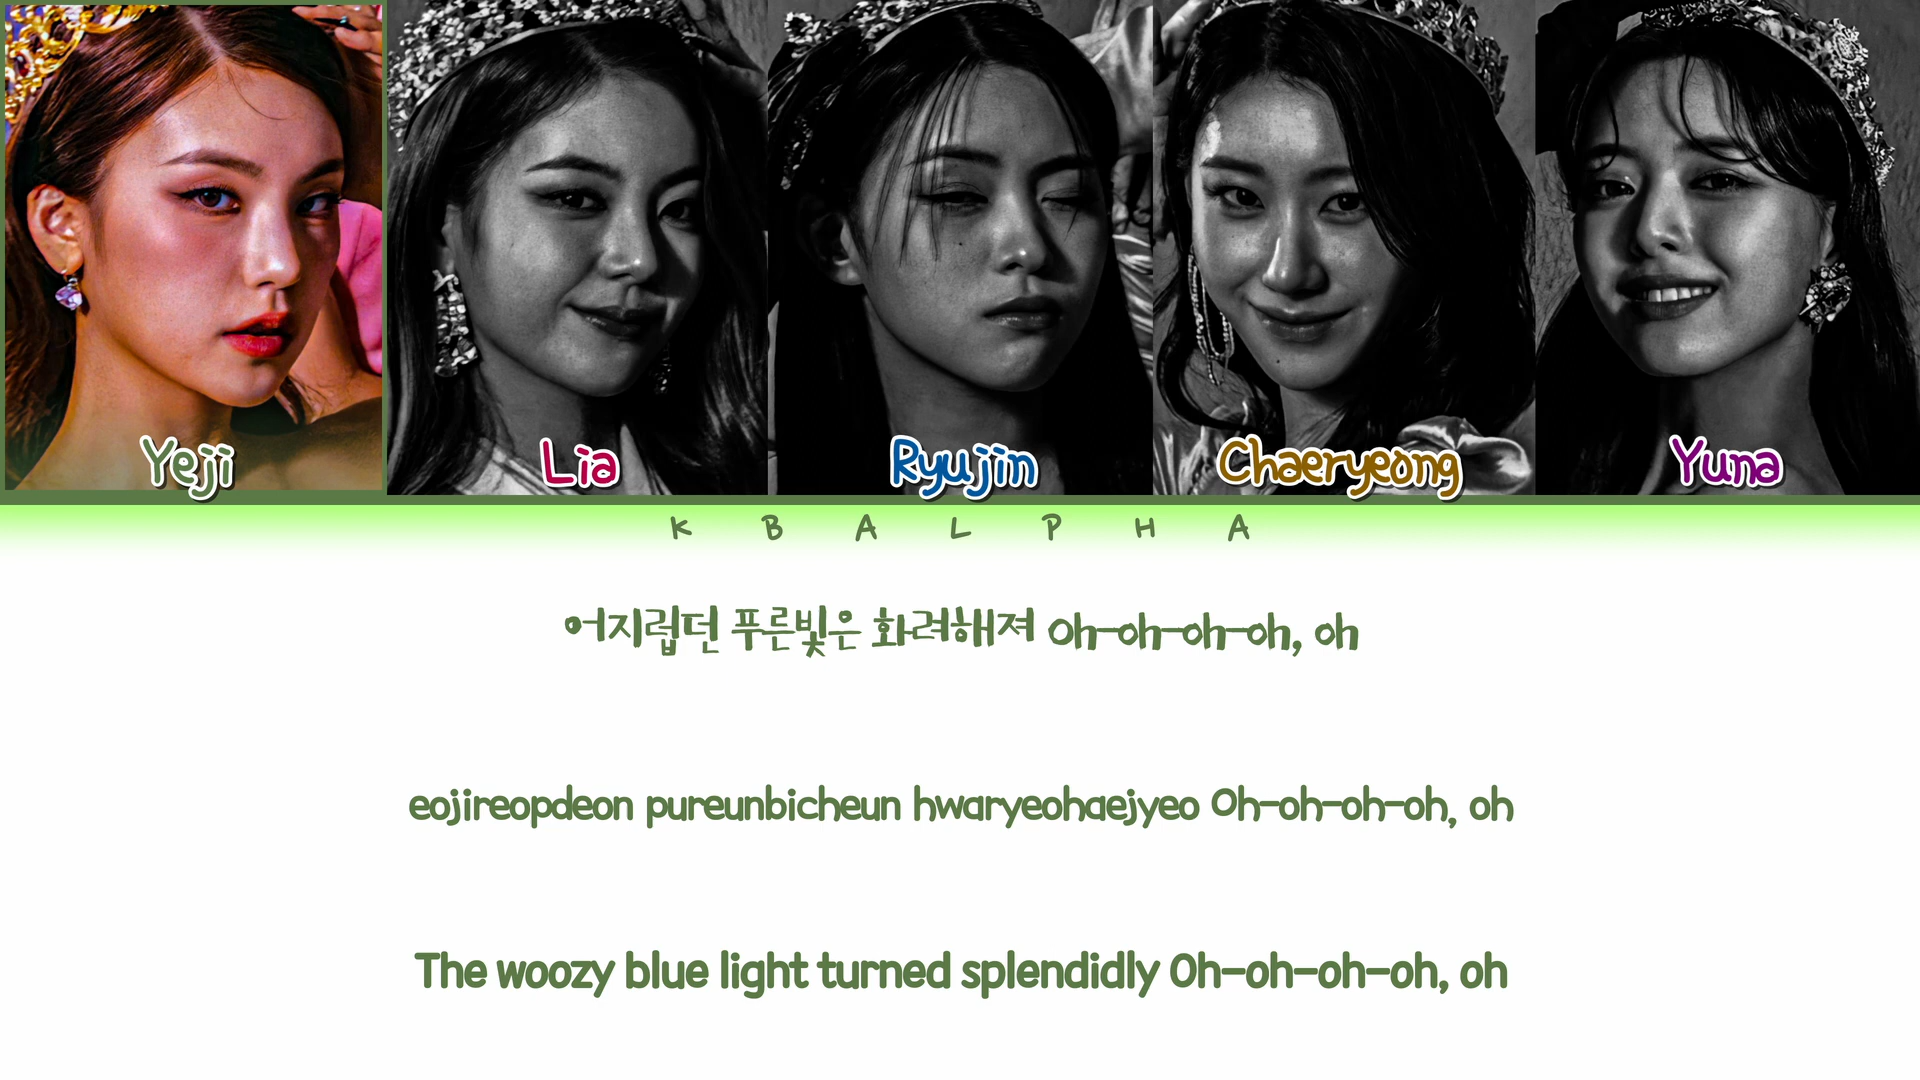 Yeji
Lia
Ryujin
Chaeryeong
Yuna
K B A L P H A
어지럽던 푸른빛은 화려해져 Oh-oh-oh-oh, oh
eojireopdeon pureunbicheun hwaryeohaejyeo Oh-oh-oh-oh, oh
The woozy blue light turned splendidly Oh-oh-oh-oh, oh